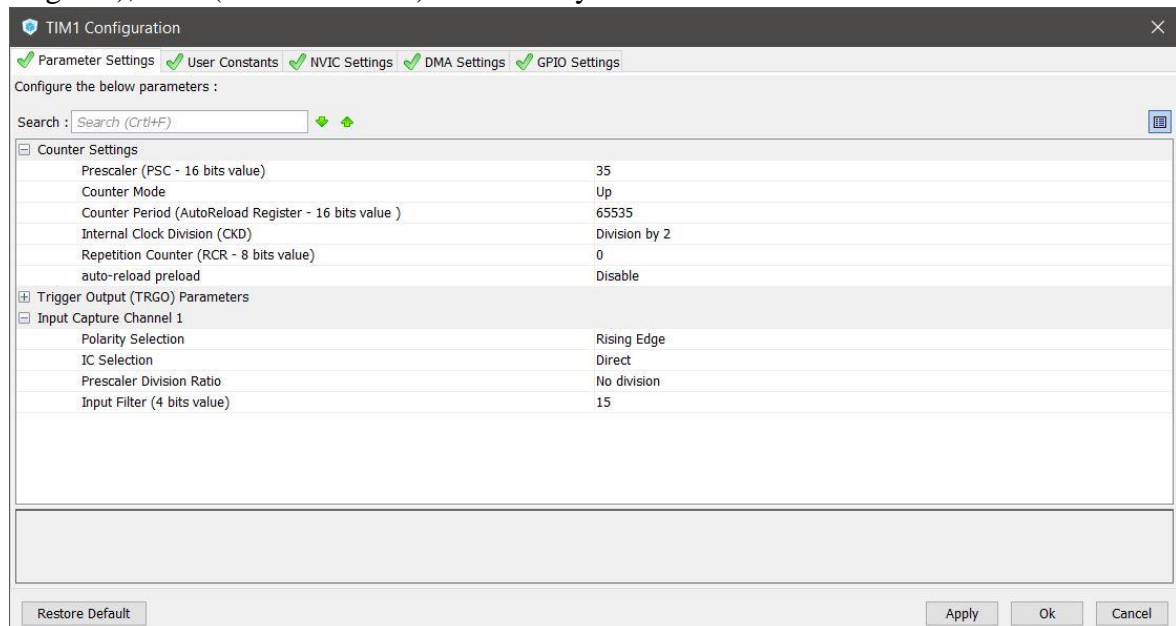 TIM1 Configuration
Parameter Settings User Constants NVIC Settings DMA Settings GPIO Settings
Configure the below parameters :
Search : Search (Crtl+F)
Counter Settings
Prescaler (PSC - 16 bits value) 35
Counter Mode Up
Counter Period (AutoReload Register - 16 bits value ) 65535
Internal Clock Division (CKD) Division by 2
Repetition Counter (RCR - 8 bits value) 0
auto-reload preload Disable
Trigger Output (TRGO) Parameters
Input Capture Channel 1
Polarity Selection Rising Edge
IC Selection Direct
Prescaler Division Ratio No division
Input Filter (4 bits value) 15
Restore Default Apply Ok Cancel